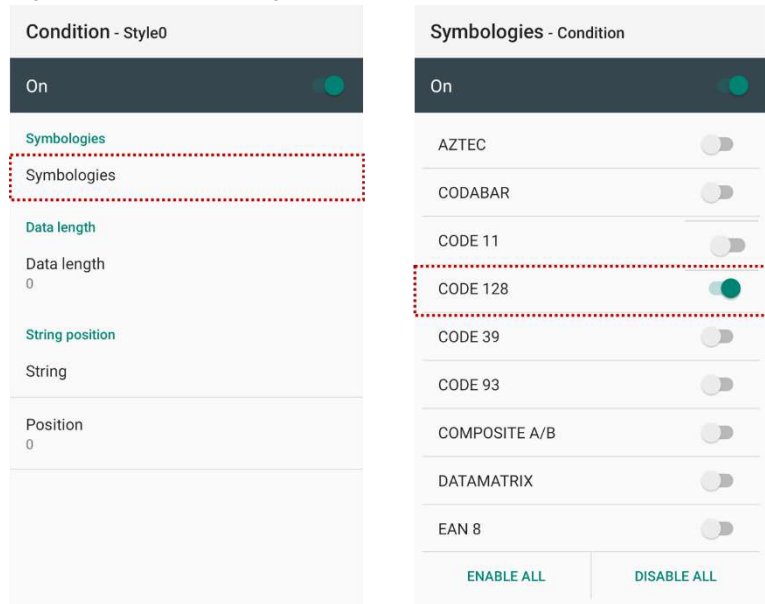 Condition - Style0
On
Symbologies
Symbologies
Data length
Data length
0
String position
String
Position
0
Symbologies - Condition
On
AZTEC
CODABAR
CODE 11
CODE 128
CODE 39
CODE 93
COMPOSITE A/B
DATAMATRIX
EAN 8
ENABLE ALL
DISABLE ALL